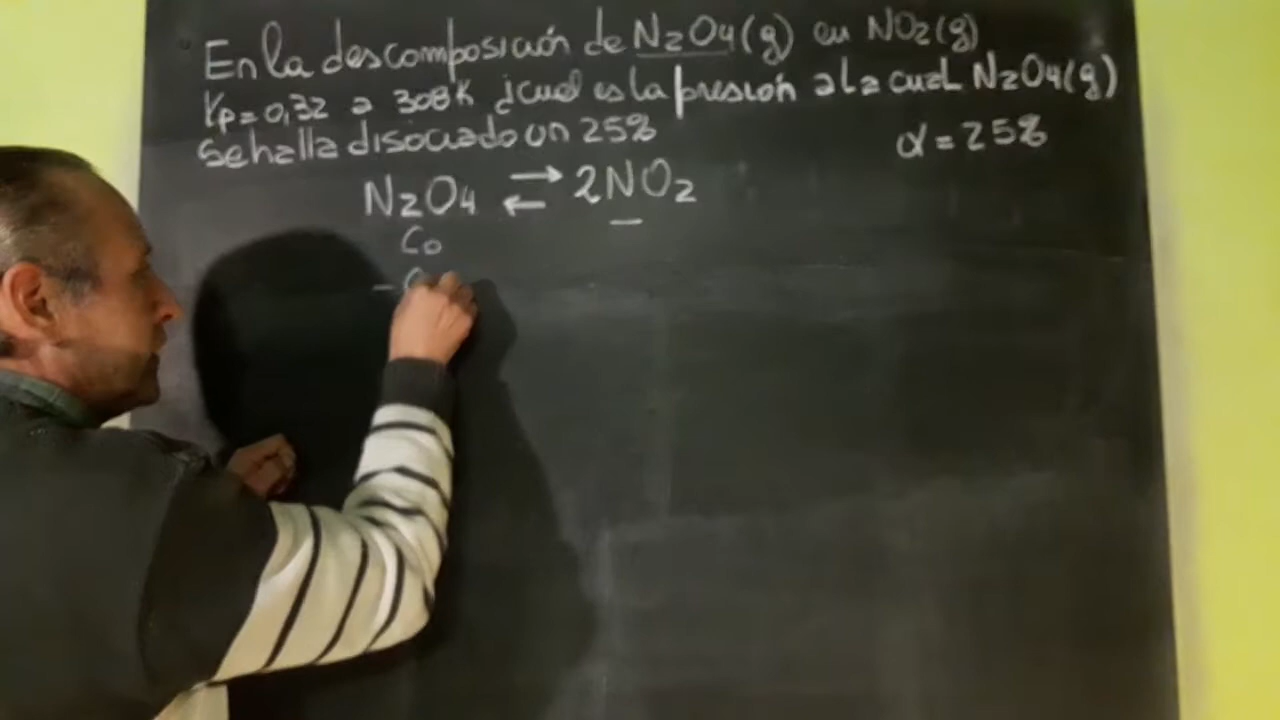 En la descomposición de N2O4(g) en NO2(g)
Kp=0,32 a 308K ¿cual es la presión a la cual N2O4(g)
Se halla disociado un 25%
α = 25%
N2O4 ⇄ 2NO2
Co
-